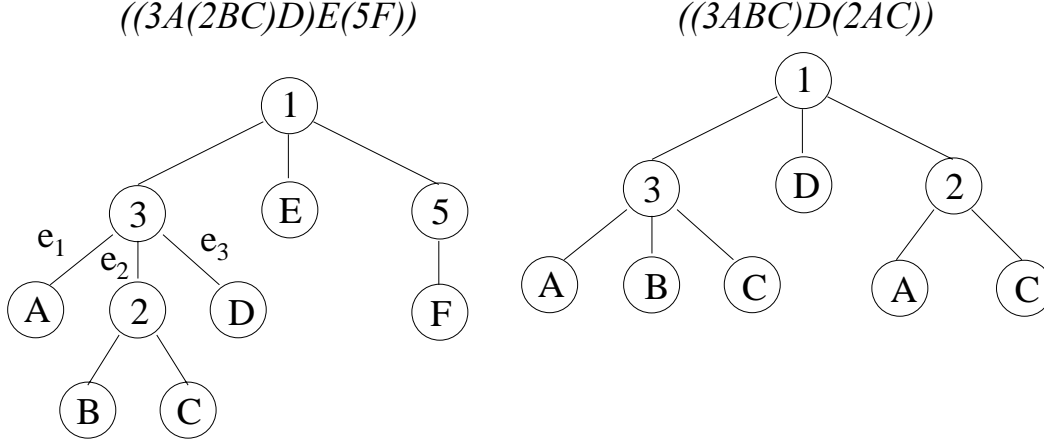 ((3A(2BC)D)E(5F))
((3ABC)D(2AC))
1
3
E
5
e1
e2
e3
A
2
D
F
B
C
1
3
D
2
A
B
C
A
C